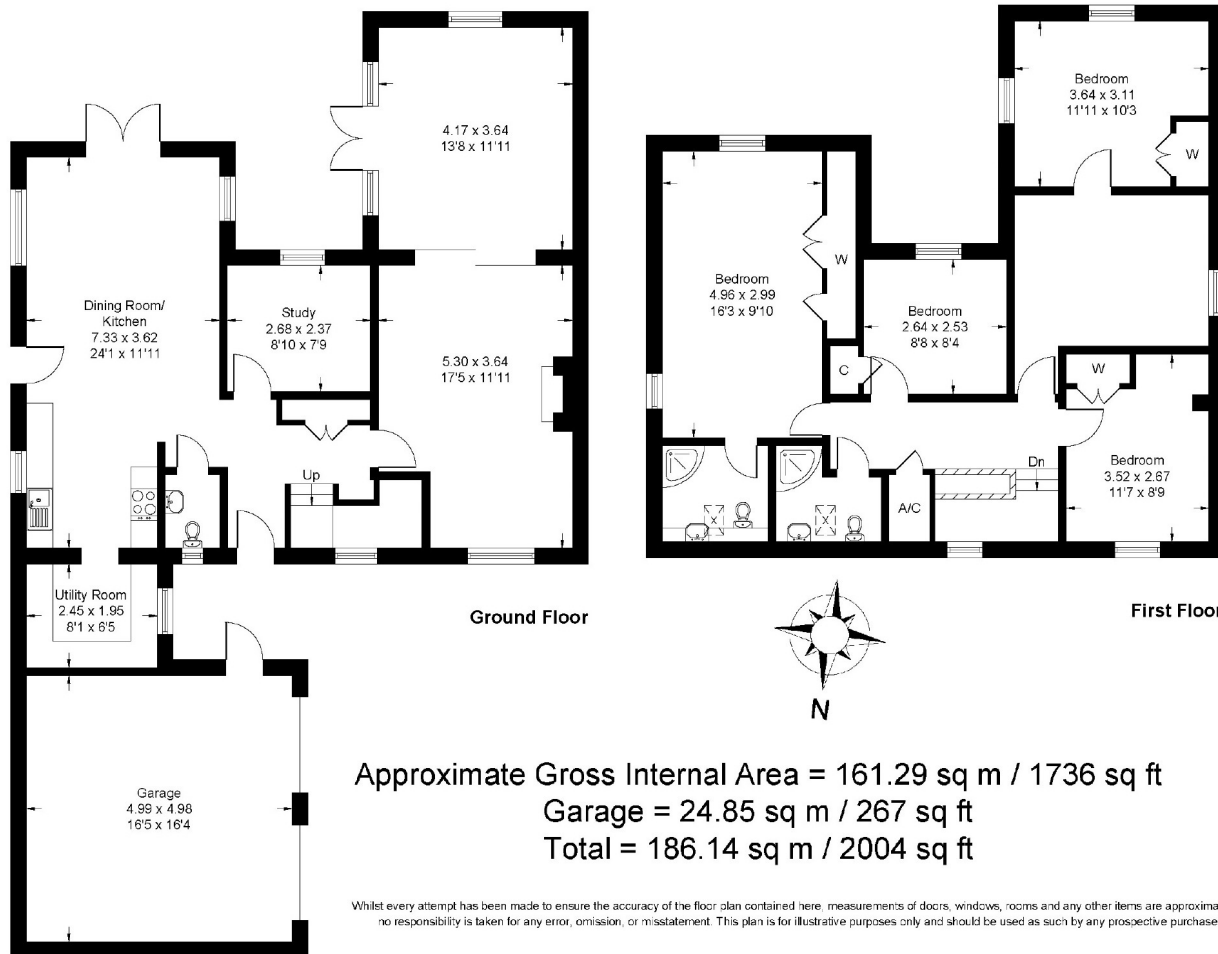 4.17 x 3.64
13'8 x 11'11
Dining Room/
Kitchen
7.33 x 3.62
24'1 x 11'11
Study
2.68 x 2.37
8'10 x 7'9
5.30 x 3.64
17'5 x 11'11
Up
Utility Room
2.45 x 1.95
8'1 x 6'5
Ground Floor
Garage
4.99 x 4.98
16'5 x 16'4
Bedroom
3.64 x 3.11
11'11 x 10'3
W
Bedroom
4.96 x 2.99
16'3 x 9'10
W
Bedroom
2.64 x 2.53
8'8 x 8'4
C
W
Bedroom
3.52 x 2.67
11'7 x 8'9
Dn
A/C
X
X
First Floor
N
Approximate Gross Internal Area = 161.29 sq m / 1736 sq ft
Garage = 24.85 sq m / 267 sq ft
Total = 186.14 sq m / 2004 sq ft
Whilst every attempt has been made to ensure the accuracy of the floor plan contained here, measurements of doors, windows, rooms and any other items are approxima
no responsibility is taken for any error, omission, or misstatement. This plan is for illustrative purposes only and should be used as such by any prospective purchase